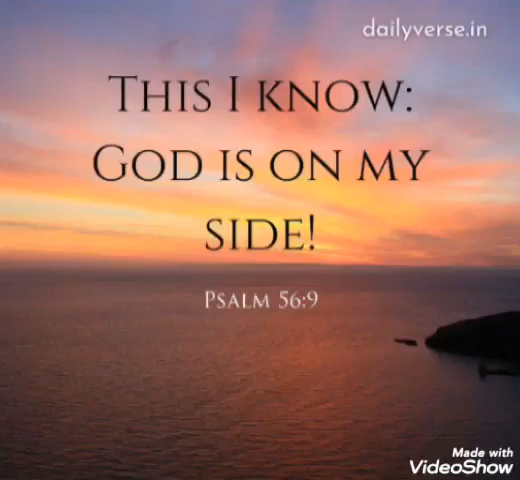 dailyverse.in
This I know:
God is on my
side!
Psalm 56:9
Made with
VideoShow